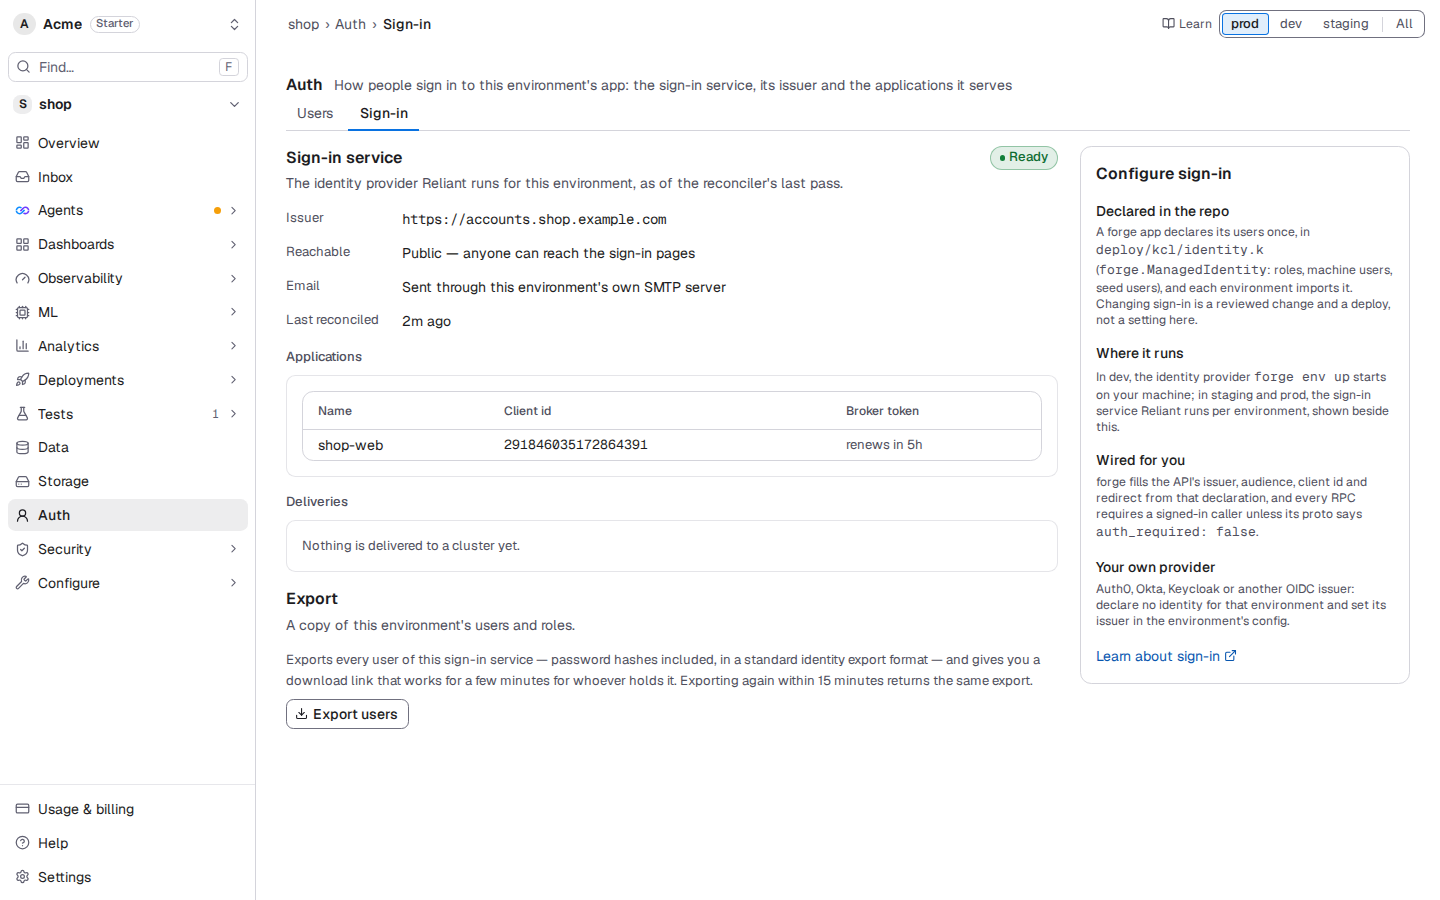 A Acme Starter
Find... F
S shop
Overview
Inbox
Agents
Dashboards
Observability
ML
Analytics
Deployments
Tests 1
Data
Storage
Auth
Security
Configure
Usage & billing
Help
Settings
shop › Auth › Sign-in
Learn prod dev staging All
Auth How people sign in to this environment's app: the sign-in service, its issuer and the applications it serves
Users Sign-in
Sign-in service Ready
The identity provider Reliant runs for this environment, as of the reconciler's last pass.
Issuer https://accounts.shop.example.com
Reachable Public — anyone can reach the sign-in pages
Email Sent through this environment's own SMTP server
Last reconciled 2m ago
Applications
Name Client id Broker token
shop-web 291846035172864391 renews in 5h
Deliveries
Nothing is delivered to a cluster yet.
Export
A copy of this environment's users and roles.
Exports every user of this sign-in service — password hashes included, in a standard identity export format — and gives you a
download link that works for a few minutes for whoever holds it. Exporting again within 15 minutes returns the same export.
Export users
Configure sign-in
Declared in the repo
A forge app declares its users once, in
deploy/kcl/identity.k
(forge.ManagedIdentity: roles, machine users,
seed users), and each environment imports it.
Changing sign-in is a reviewed change and a deploy,
not a setting here.
Where it runs
In dev, the identity provider forge env up starts
on your machine; in staging and prod, the sign-in
service Reliant runs per environment, shown beside
this.
Wired for you
forge fills the API's issuer, audience, client id and
redirect from that declaration, and every RPC
requires a signed-in caller unless its proto says
auth_required: false.
Your own provider
Auth0, Okta, Keycloak or another OIDC issuer:
declare no identity for that environment and set its
issuer in the environment's config.
Learn about sign-in